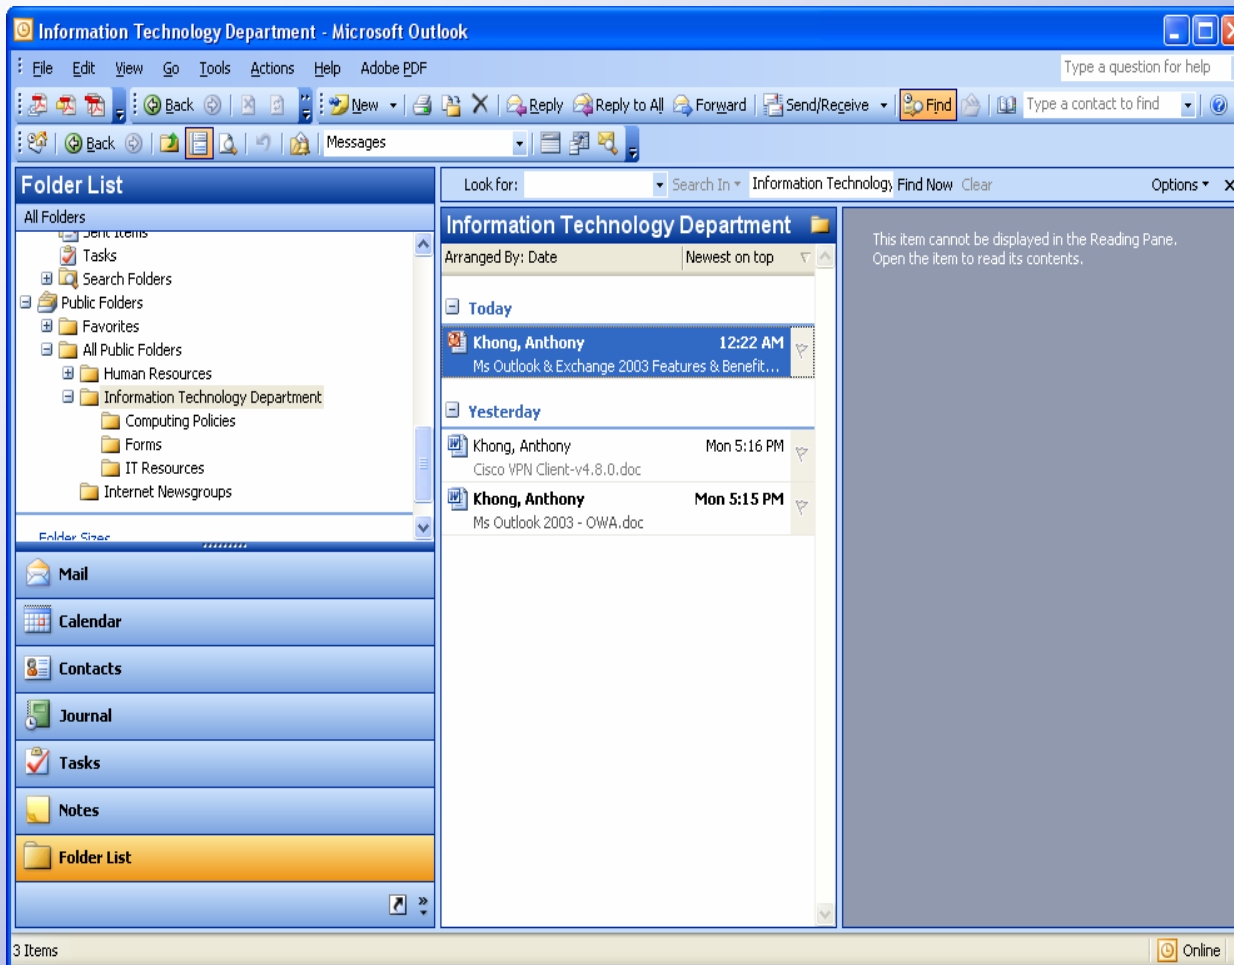 Information Technology Department - Microsoft Outlook
File Edit View Go Tools Actions Help Adobe PDF Type a question for help
Back New Reply Reply to All Forward Send/Receive Find Type a contact to find
Back Messages
Folder List
All Folders
Sent Items
Tasks
Search Folders
Public Folders
Favorites
All Public Folders
Human Resources
Information Technology Department
Computing Policies
Forms
IT Resources
Internet Newsgroups
Folder Sizes
Mail
Calendar
Contacts
Journal
Tasks
Notes
Folder List
Look for: Search In Information Technology Find Now Clear Options
Information Technology Department
Arranged By: Date Newest on top
Today
Khong, Anthony 12:22 AM
Ms Outlook & Exchange 2003 Features & Benefit...
Yesterday
Khong, Anthony Mon 5:16 PM
Cisco VPN Client-v4.8.0.doc
Khong, Anthony Mon 5:15 PM
Ms Outlook 2003 - OWA.doc
This item cannot be displayed in the Reading Pane.
Open the item to read its contents.
3 Items Online